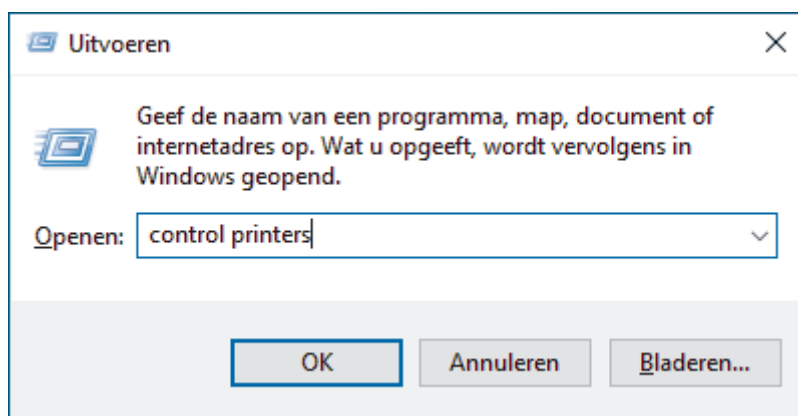 Uitvoeren
Geef de naam van een programma, map, document of
internetadres op. Wat u opgeeft, wordt vervolgens in
Windows geopend.
Openen: control printers
OK Annuleren Bladeren...